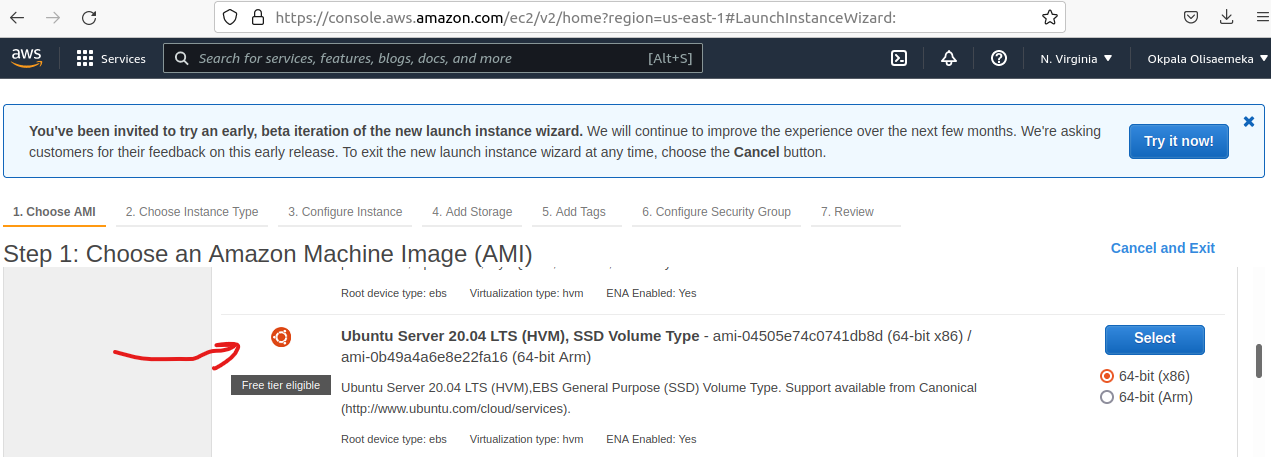 https://console.aws.amazon.com/ec2/v2/home?region=us-east-1#LaunchInstanceWizard:
aws Services Search for services, features, blogs, docs, and more [Alt+S] N. Virginia Okpala Olisaemeka
You've been invited to try an early, beta iteration of the new launch instance wizard. We will continue to improve the experience over the next few months. We're asking
customers for their feedback on this early release. To exit the new launch instance wizard at any time, choose the Cancel button.
Try it now!
1. Choose AMI 2. Choose Instance Type 3. Configure Instance 4. Add Storage 5. Add Tags 6. Configure Security Group 7. Review
Step 1: Choose an Amazon Machine Image (AMI)
Cancel and Exit
Root device type: ebs Virtualization type: hvm ENA Enabled: Yes
Ubuntu Server 20.04 LTS (HVM), SSD Volume Type - ami-04505e74c0741db8d (64-bit x86) /
ami-0b49a4a6e8e22fa16 (64-bit Arm)
Select
Free tier eligible
Ubuntu Server 20.04 LTS (HVM),EBS General Purpose (SSD) Volume Type. Support available from Canonical
(http://www.ubuntu.com/cloud/services).
64-bit (x86)
64-bit (Arm)
Root device type: ebs Virtualization type: hvm ENA Enabled: Yes